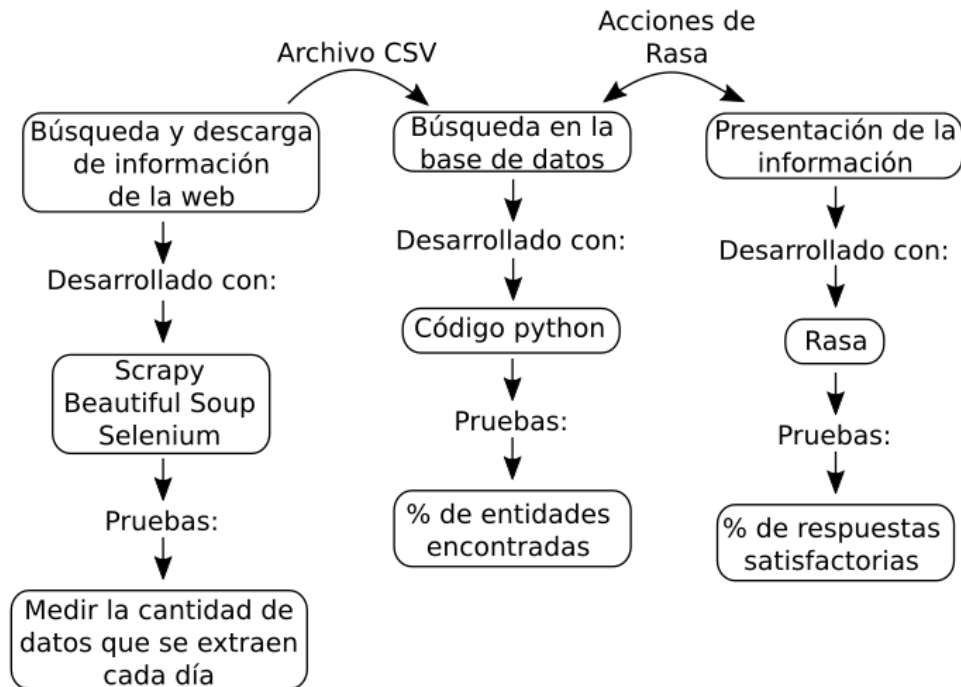 Archivo CSV
Acciones de
Rasa
Búsqueda y descarga
de información
de la web
Desarrollado con:
Scrapy
Beautiful Soup
Selenium
Pruebas:
Medir la cantidad de
datos que se extraen
cada día
Búsqueda en la
base de datos
Desarrollado con:
Código python
Pruebas:
% de entidades
encontradas
Presentación de la
información
Desarrollado con:
Rasa
Pruebas:
% de respuestas
satisfactorias